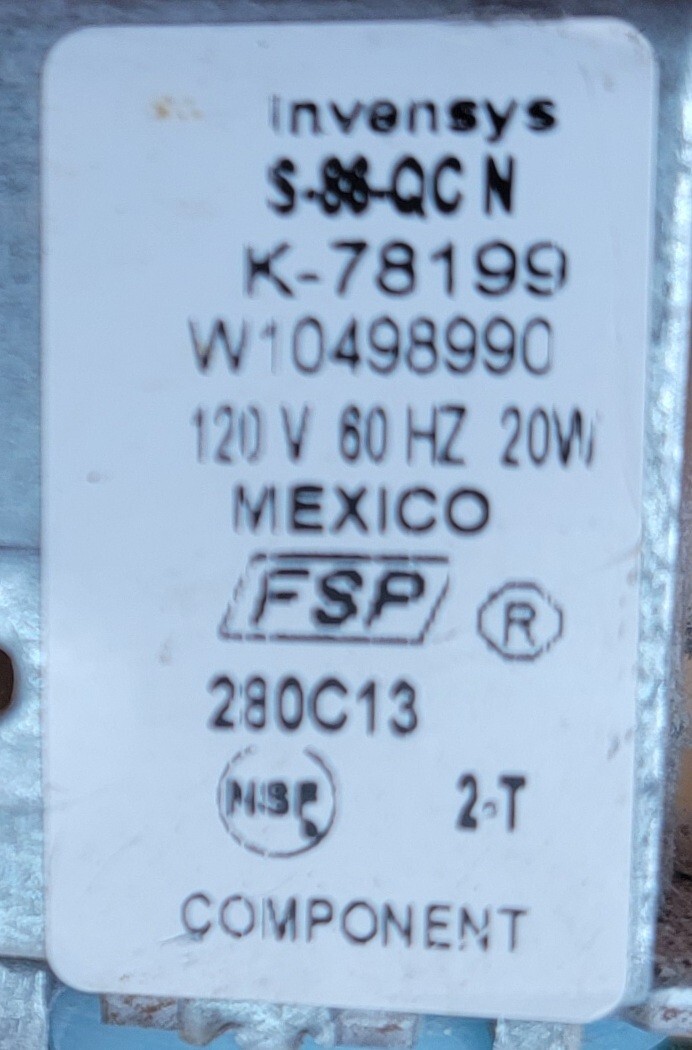 invensys
S-86-QC N
K-78199
W10498990
120 V 60 HZ 20W
MEXICO
FSP ®
280C13
NSF 2-T
COMPONENT